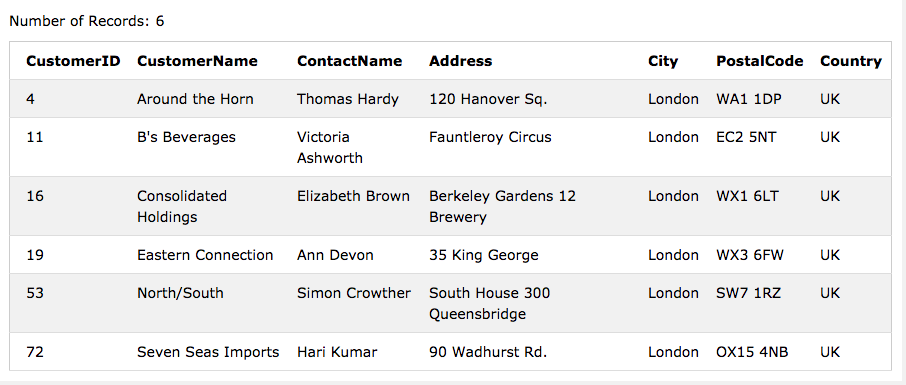 Number of Records: 6
CustomerID CustomerName ContactName Address City PostalCode Country
4 Around the Horn Thomas Hardy 120 Hanover Sq. London WA1 1DP UK
11 B's Beverages Victoria Fauntleroy Circus London EC2 5NT UK
Ashworth
16 Consolidated Elizabeth Brown Berkeley Gardens 12 London WX1 6LT UK
Holdings Brewery
19 Eastern Connection Ann Devon 35 King George London WX3 6FW UK
53 North/South Simon Crowther South House 300 London SW7 1RZ UK
Queensbridge
72 Seven Seas Imports Hari Kumar 90 Wadhurst Rd. London OX15 4NB UK